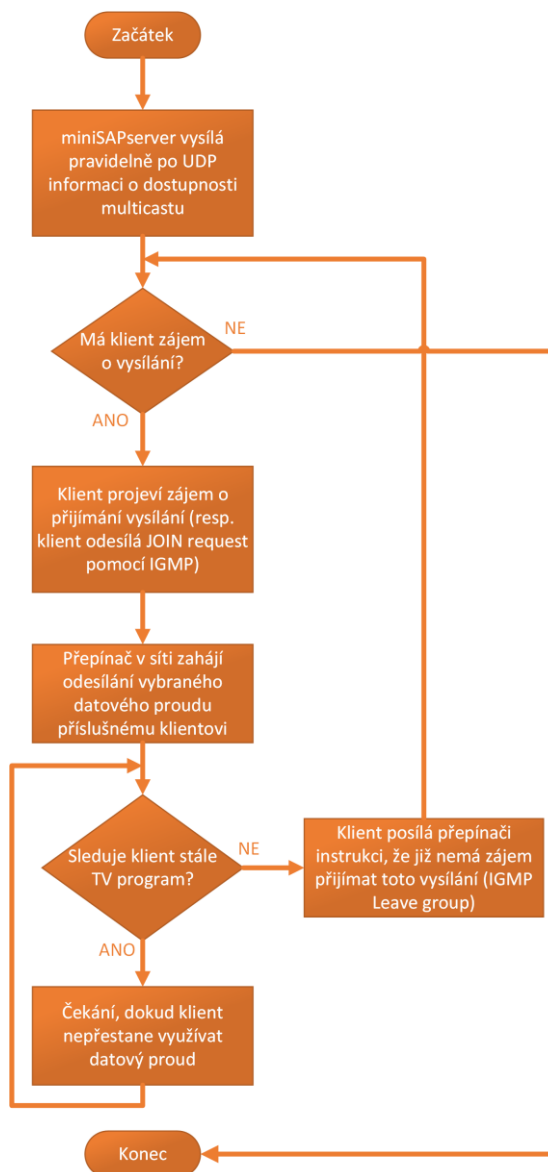 Začátek
miniSAPserver vysílá
pravidelně po UDP
informaci o dostupnosti
multicastu
Má klient zájem
o vysílání?
NE
ANO
Klient projeví zájem o
přijímání vysílání (resp.
klient odesílá JOIN request
pomocí IGMP)
Přepínač v síti zahájí
odesílání vybraného
datového proudu
příslušnému klientovi
Sleduje klient stále
TV program?
NE
Klient posílá přepínači
instrukci, že již nemá zájem
přijímat toto vysílání (IGMP
Leave group)
ANO
Čekání, dokud klient
nepřestane využívat
datový proud
Konec